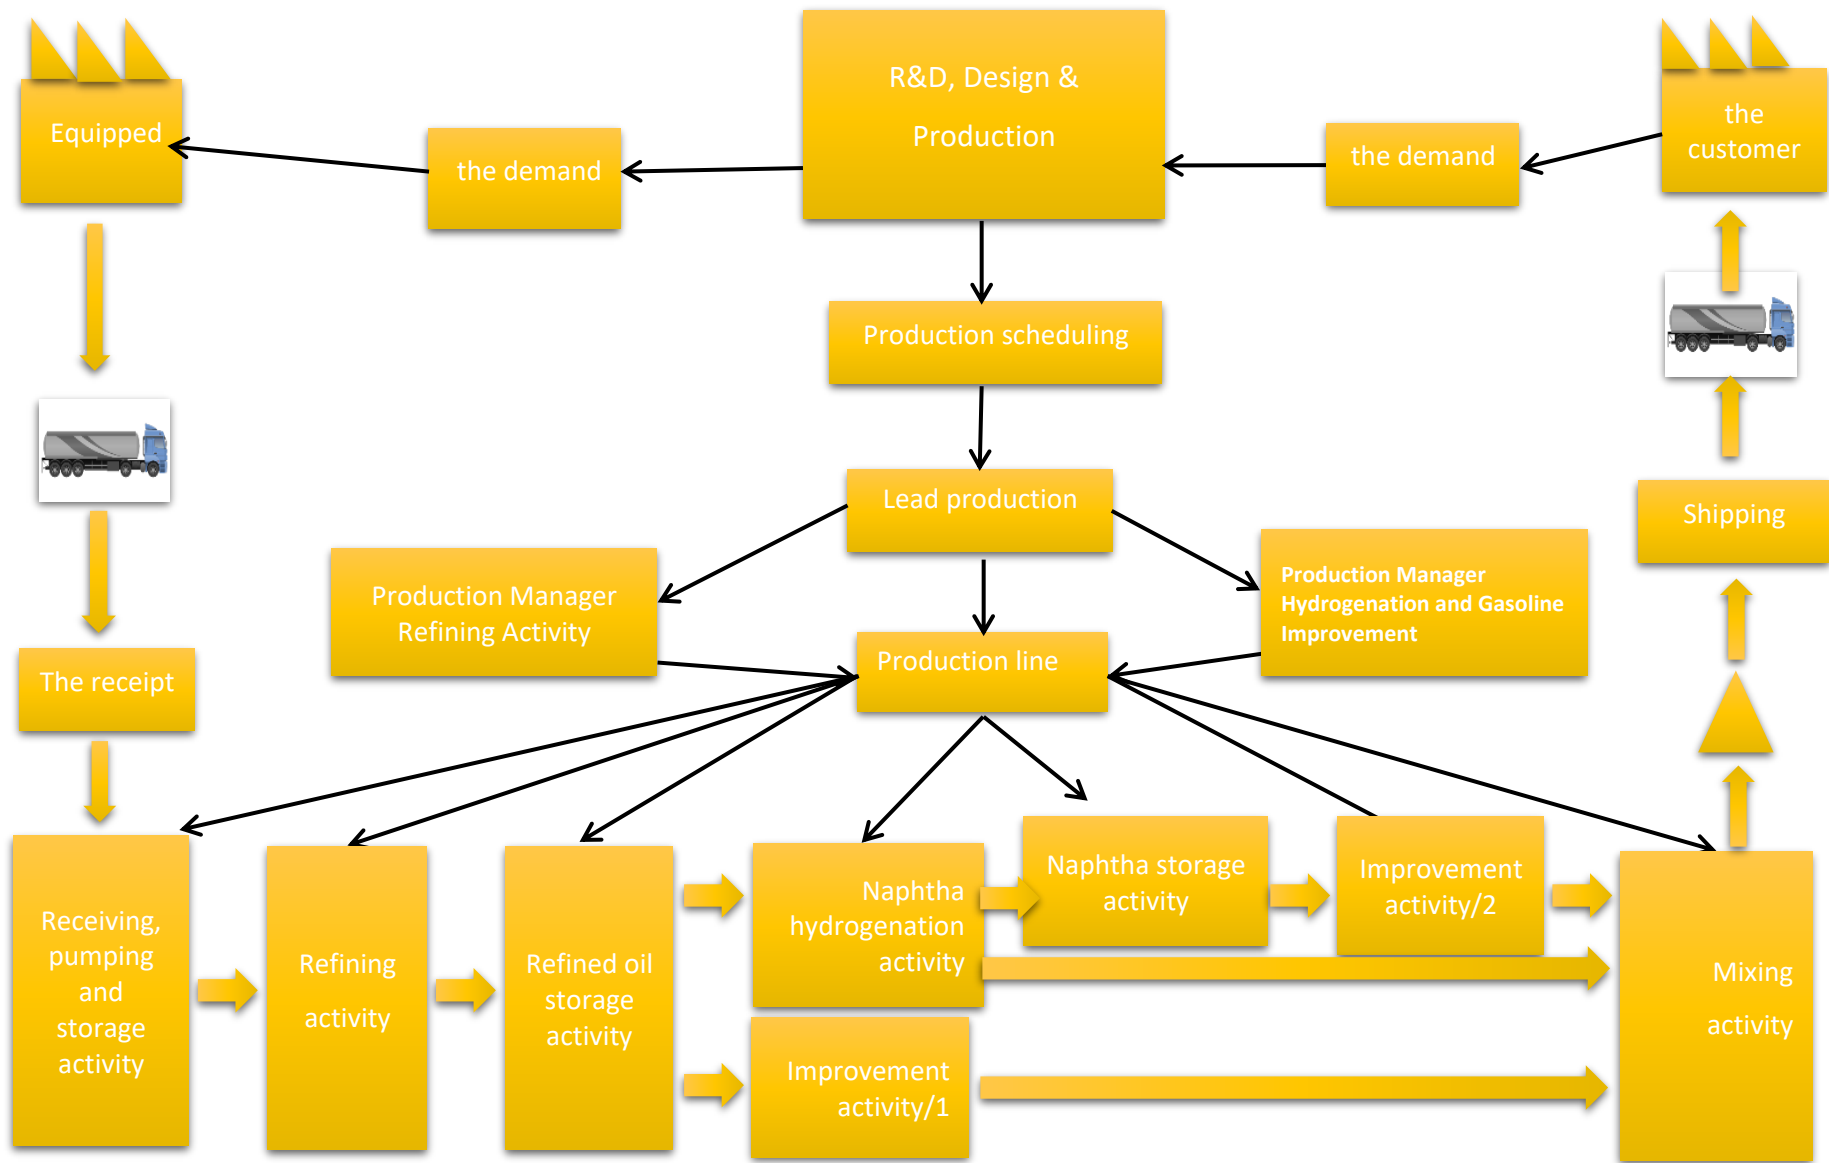 R&D, Design &
Production
Equipped
the demand
the demand
the
customer
Production scheduling
Lead production
Shipping
Production Manager
Refining Activity
Production Manager
Hydrogenation and Gasoline
Improvement
Production line
The receipt
Receiving,
pumping
and
storage
activity
Refining
activity
Refined oil
storage
activity
Naphtha
hydrogenation
activity
Naphtha storage
activity
Improvement
activity/2
Improvement
activity/1
Mixing
activity